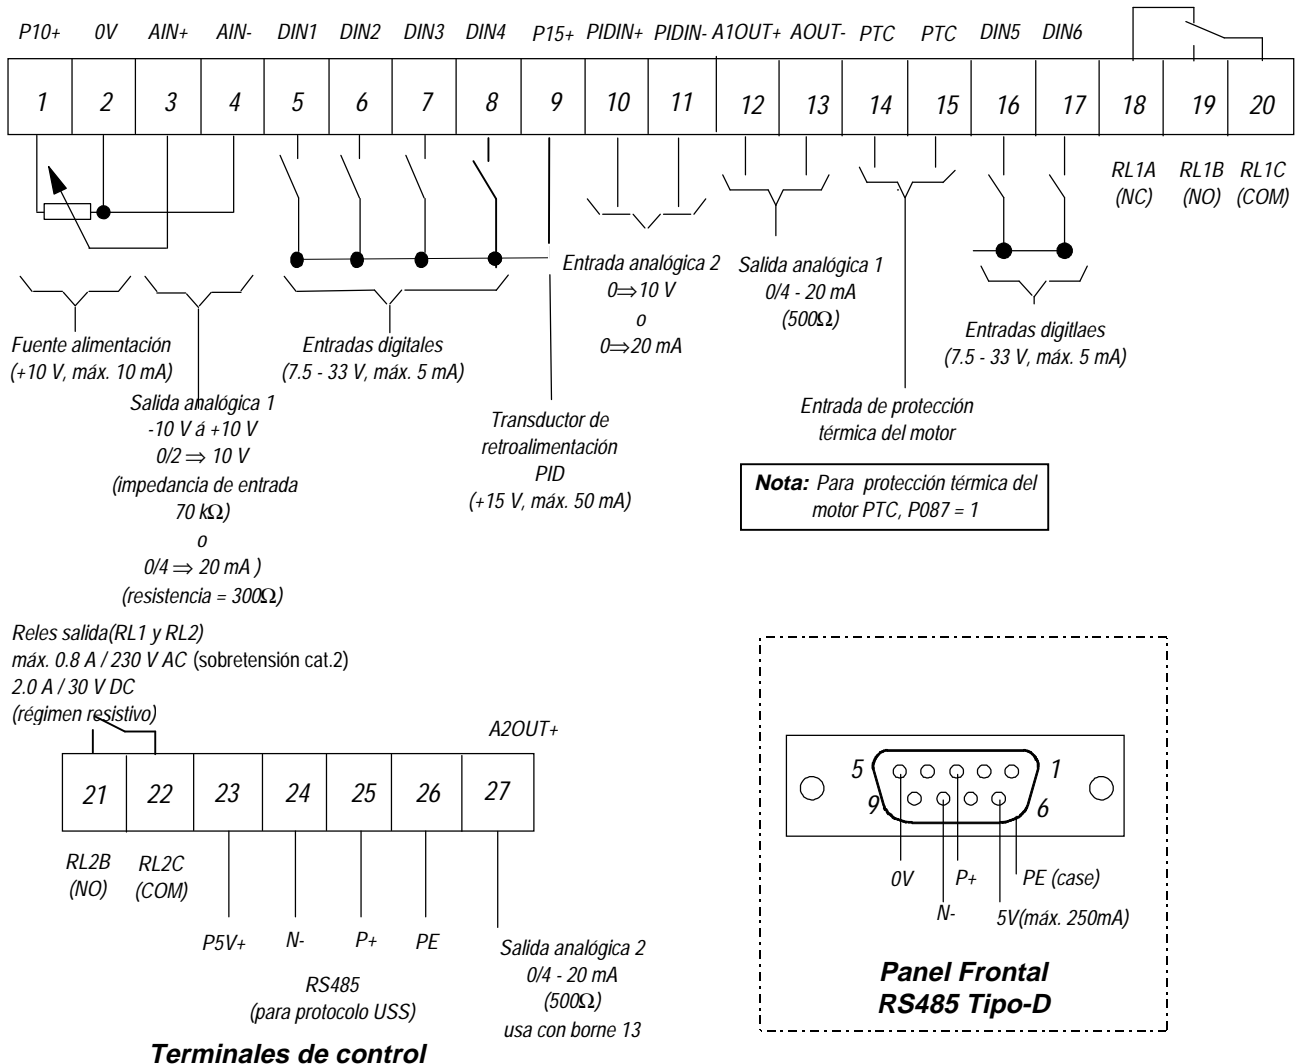 P10+ 0V AIN+ AIN- DIN1 DIN2 DIN3 DIN4 P15+ PIDIN+ PIDIN- A1OUT+ AOUT- PTC PTC DIN5 DIN6
1 2 3 4 5 6 7 8 9 10 11 12 13 14 15 16 17 18 19 20
RL1A
(NC)
RL1B
(NO)
RL1C
(COM)
Fuente alimentación
(+10 V, máx. 10 mA)
Salida analógica 1
-10 V á +10 V
0/2 ⇒ 10 V
(impedancia de entrada
70 kΩ)
o
0/4 ⇒ 20 mA )
(resistencia = 300Ω)
Entradas digitales
(7.5 - 33 V, máx. 5 mA)
Transductor de
retroalimentación
PID
(+15 V, máx. 50 mA)
Entrada analógica 2
0⇒10 V
o
0⇒20 mA
Salida analógica 1
0/4 - 20 mA
(500Ω)
Entrada de protección
térmica del motor
Entradas digitlaes
(7.5 - 33 V, máx. 5 mA)
Nota: Para protección térmica del
motor PTC, P087 = 1
Reles salida(RL1 y RL2)
máx. 0.8 A / 230 V AC (sobretensión cat.2)
2.0 A / 30 V DC
(régimen resistivo)
A2OUT+
21 22 23 24 25 26 27
RL2B
(NO)
RL2C
(COM)
P5V+ N- P+ PE
RS485
(para protocolo USS)
Salida analógica 2
0/4 - 20 mA
(500Ω)
usa con borne 13
Terminales de control
5 1
9 6
0V P+ PE (case)
N- 5V(máx. 250mA)
Panel Frontal
RS485 Tipo-D